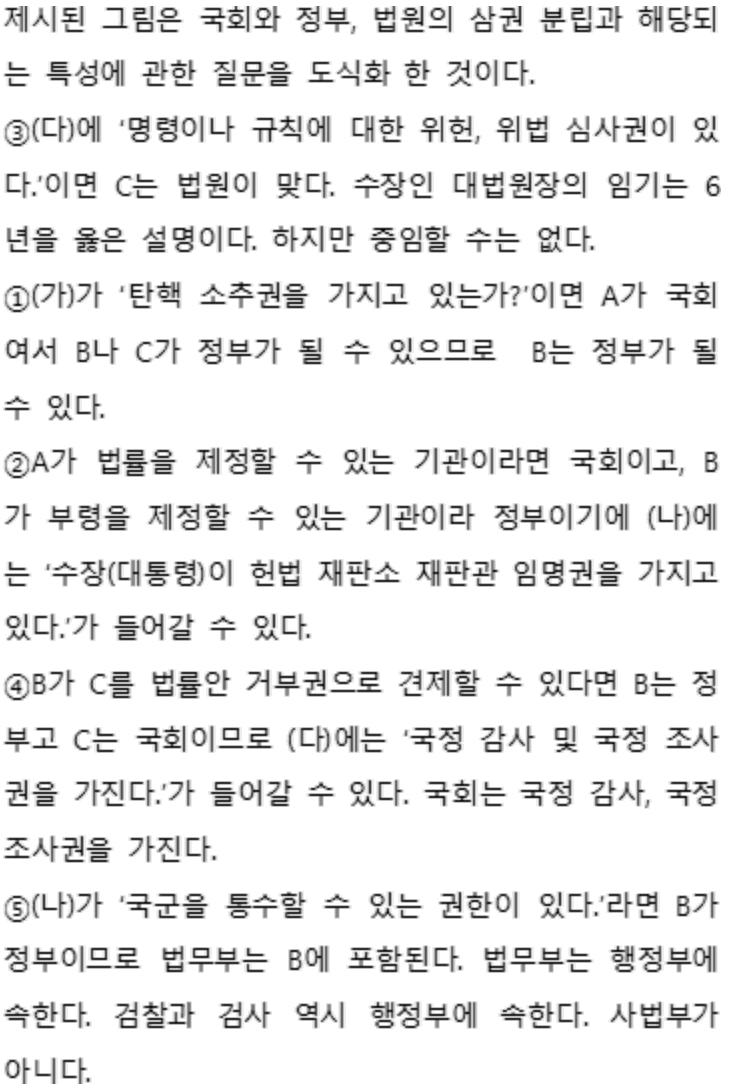 제시된 그림은 국회와 정부, 법원의 삼권 분립과 해당되
는 특성에 관한 질문을 도식화 한 것이다.
③(다)에 ‘명령이나 규칙에 대한 위헌, 위법 심사권이 있
다.’이면 C는 법원이 맞다. 수장인 대법원장의 임기는 6
년을 옳은 설명이다. 하지만 중임할 수는 없다.
①(가)가 ‘탄핵 소추권을 가지고 있는가?’이면 A가 국회
여서 B나 C가 정부가 될 수 있으므로 B는 정부가 될
수 있다.
②A가 법률을 제정할 수 있는 기관이라면 국회이고, B
가 부령을 제정할 수 있는 기관이라 정부이기에 (나)에
는 ‘수장(대통령)이 헌법 재판소 재판관 임명권을 가지고
있다.’가 들어갈 수 있다.
④B가 C를 법률안 거부권으로 견제할 수 있다면 B는 정
부고 C는 국회이므로 (다)에는 ‘국정 감사 및 국정 조사
권을 가진다.’가 들어갈 수 있다. 국회는 국정 감사, 국정
조사권을 가진다.
⑤(나)가 ‘국군을 통수할 수 있는 권한이 있다.’라면 B가
정부이므로 법무부는 B에 포함된다. 법무부는 행정부에
속한다. 검찰과 검사 역시 행정부에 속한다. 사법부가
아니다.